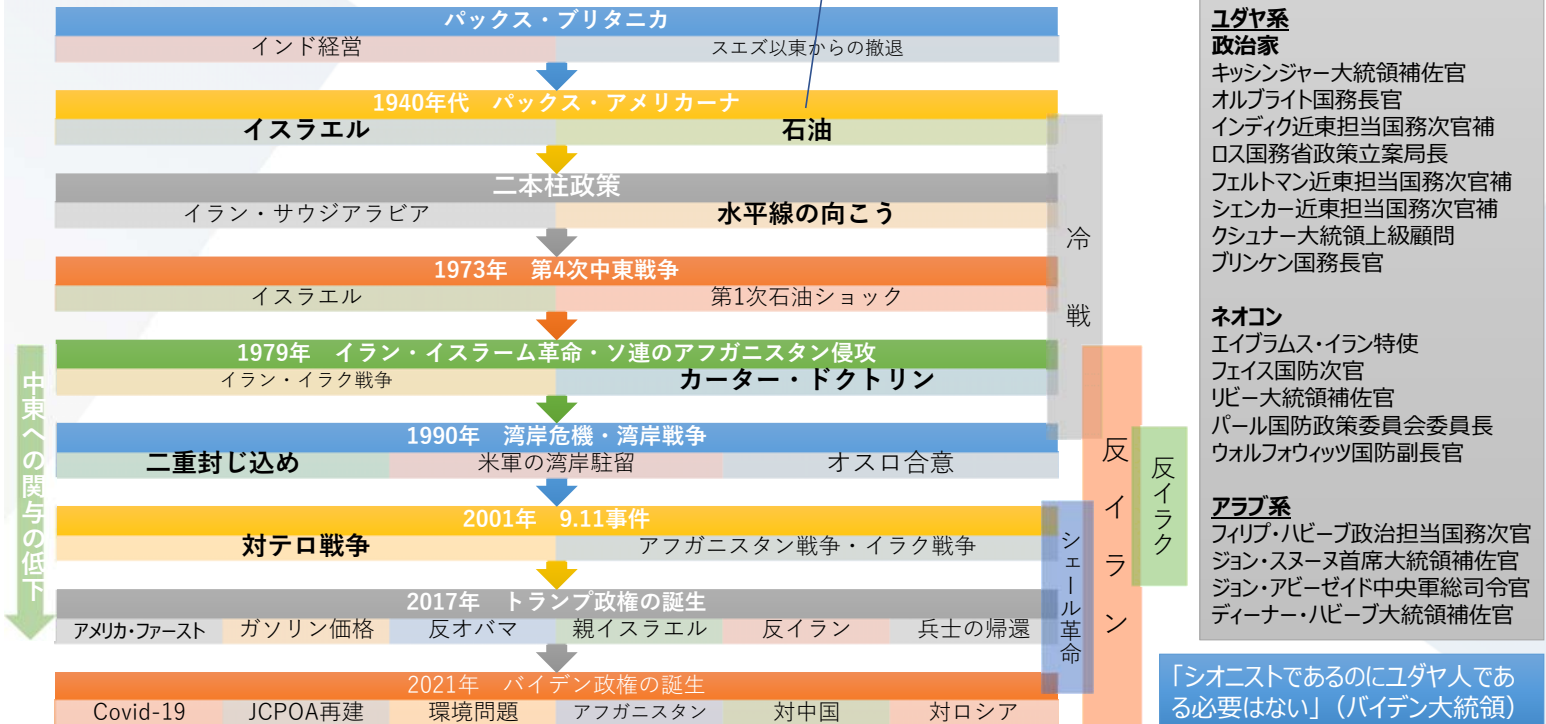 パックス・ブリタニカ
インド経営
スエズ以東からの撤退
1940年代 パックス・アメリカーナ
イスラエル
石油
二本柱政策
イラン・サウジアラビア
水平線の向こう
1973年 第4次中東戦争
イスラエル
第1次石油ショック
1979年 イラン・イスラーム革命・ソ連のアフガニスタン侵攻
イラン・イラク戦争
カーター・ドクトリン
1990年 湾岸危機・湾岸戦争
二重封じ込め
米軍の湾岸駐留
オスロ合意
2001年 9.11事件
対テロ戦争
アフガニスタン戦争・イラク戦争
2017年 トランプ政権の誕生
アメリカ・ファースト
ガソリン価格
反オバマ
親イスラエル
反イラン
兵士の帰還
2021年 バイデン政権の誕生
Covid-19
JCPOA再建
環境問題
アフガニスタン
対中国
対ロシア
中東への関与の低下
冷戦
反イラン
反イラク
シェール革命
ユダヤ系
政治家
キッシンジャー大統領補佐官
オルブライト国務長官
インディク近東担当国務次官補
ロス国務省政策立案局長
フェルトマン近東担当国務次官補
シェンカー近東担当国務次官補
クシュナー大統領上級顧問
ブリンケン国務長官
ネオコン
エイブラムス・イラン特使
フェイス国防次官
リビー大統領補佐官
パール国防政策委員会委員長
ウォルフォウィッツ国防副長官
アラブ系
フィリプ・ハビーブ政治担当国務次官
ジョン・スヌーヌ首席大統領補佐官
ジョン・アビーゼイド中央軍総司令官
ディーナー・ハビーブ大統領補佐官
「シオニストであるのにユダヤ人であ
る必要はない」（バイデン大統領）